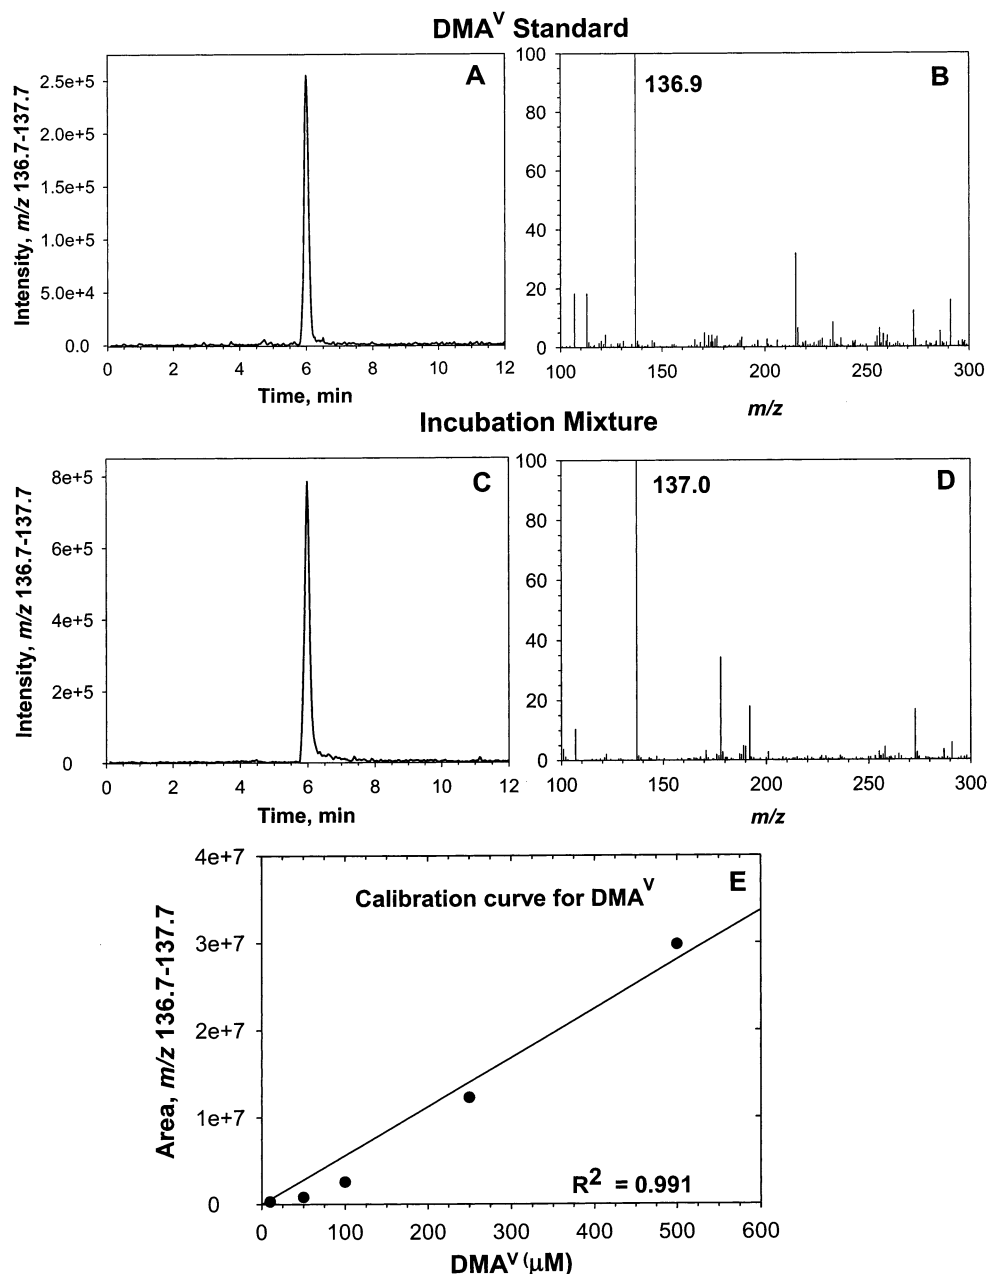 DMAV Standard
A
Intensity, m/z 136.7-137.7
2.5e+5
2.0e+5
1.5e+5
1.0e+5
5.0e+4
0.0
0 2 4 6 8 10 12
Time, min
B
136.9
100
80
60
40
20
0
100 150 200 250 300
m/z
Incubation Mixture
C
Intensity, m/z 136.7-137.7
8e+5
6e+5
4e+5
2e+5
0
0 2 4 6 8 10 12
Time, min
D
137.0
100
80
60
40
20
0
100 150 200 250 300
m/z
E
Calibration curve for DMAV
Area, m/z 136.7-137.7
4e+7
3e+7
2e+7
1e+7
0
R2 = 0.991
0 100 200 300 400 500 600
DMAV (µM)